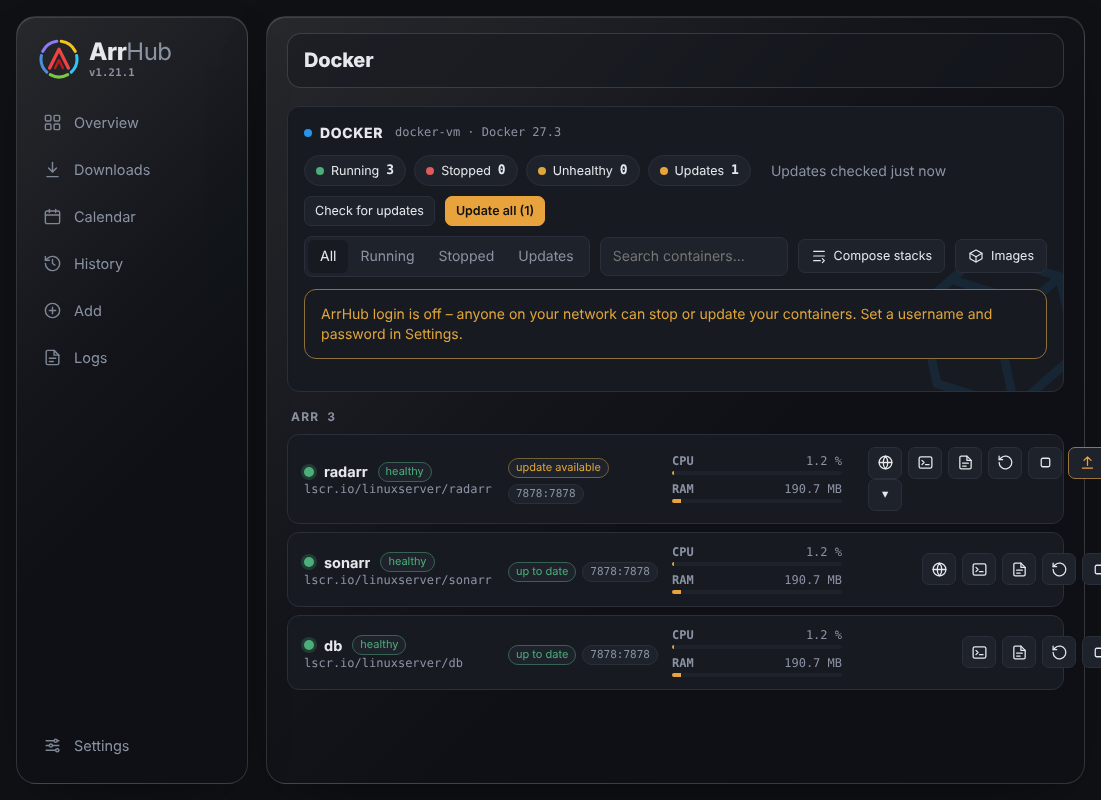 ArrHub
v1.21.1
Overview
Downloads
Calendar
History
Add
Logs
Settings
Docker
DOCKER docker-vm · Docker 27.3
Running 3 Stopped 0 Unhealthy 0 Updates 1 Updates checked just now
Check for updates Update all (1)
All Running Stopped Updates Search containers... Compose stacks Images
ArrHub login is off – anyone on your network can stop or update your containers. Set a username and
password in Settings.
ARR 3
radarr healthy
lscr.io/linuxserver/radarr
update available
7878:7878
CPU 1.2 %
RAM 190.7 MB
sonarr healthy
lscr.io/linuxserver/sonarr
up to date 7878:7878
CPU 1.2 %
RAM 190.7 MB
db healthy
lscr.io/linuxserver/db
up to date 7878:7878
CPU 1.2 %
RAM 190.7 MB